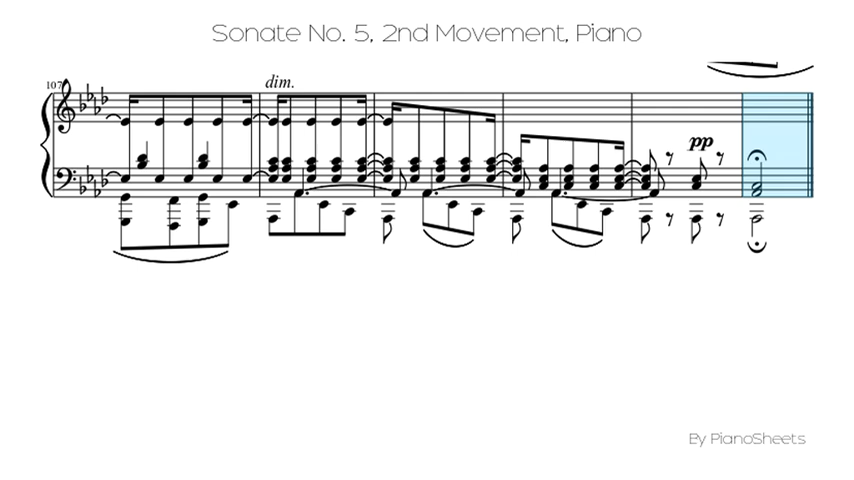 Sonate No. 5, 2nd Movement, Piano
107
dim.
pp
By PianoSheets